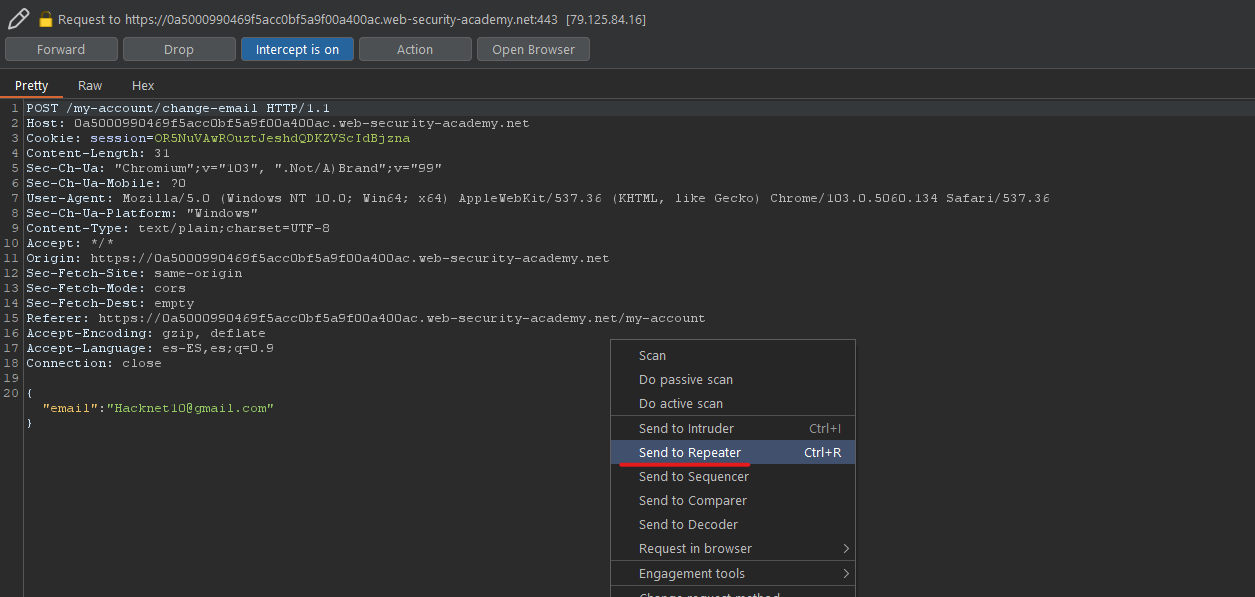 Request to https://0a5000990469f5acc0bf5a9f00a400ac.web-security-academy.net:443 [79.125.84.16]
Forward Drop Intercept is on Action Open Browser
Pretty Raw Hex
1 POST /my-account/change-email HTTP/1.1
2 Host: 0a5000990469f5acc0bf5a9f00a400ac.web-security-academy.net
3 Cookie: session=OR5NuVAwROuztJeshdQDKZVScIdBjzna
4 Content-Length: 31
5 Sec-Ch-Ua: "Chromium";v="103", ".Not/A)Brand";v="99"
6 Sec-Ch-Ua-Mobile: ?0
7 User-Agent: Mozilla/5.0 (Windows NT 10.0; Win64; x64) AppleWebKit/537.36 (KHTML, like Gecko) Chrome/103.0.5060.134 Safari/537.36
8 Sec-Ch-Ua-Platform: "Windows"
9 Content-Type: text/plain;charset=UTF-8
10 Accept: */*
11 Origin: https://0a5000990469f5acc0bf5a9f00a400ac.web-security-academy.net
12 Sec-Fetch-Site: same-origin
13 Sec-Fetch-Mode: cors
14 Sec-Fetch-Dest: empty
15 Referer: https://0a5000990469f5acc0bf5a9f00a400ac.web-security-academy.net/my-account
16 Accept-Encoding: gzip, deflate
17 Accept-Language: es-ES,es;q=0.9
18 Connection: close
19
20 {
"email":"Hacknet10@gmail.com"
}
Scan
Do passive scan
Do active scan
Send to Intruder Ctrl+I
Send to Repeater Ctrl+R
Send to Sequencer
Send to Comparer
Send to Decoder
Request in browser
Engagement tools
Change request method